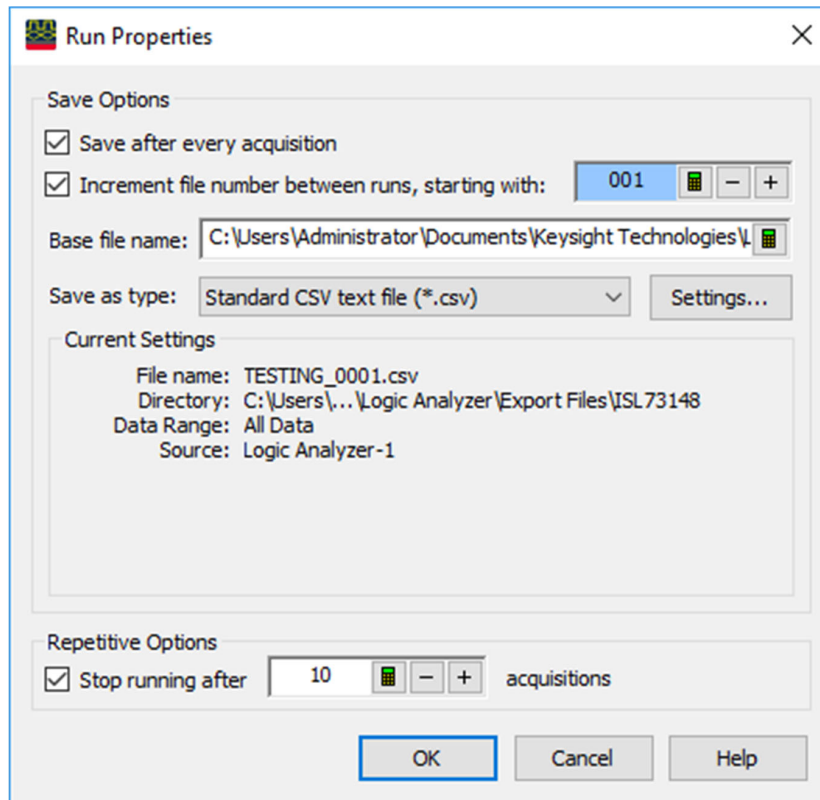 Run Properties
Save Options
Save after every acquisition
Increment file number between runs, starting with: 001 − +
Base file name: C:\Users\Administrator\Documents\Keysight Technologies\L
Save as type: Standard CSV text file (*.csv) Settings...
Current Settings
File name: TESTING_0001.csv
Directory: C:\Users\...\Logic Analyzer\Export Files\ISL73148
Data Range: All Data
Source: Logic Analyzer-1
Repetitive Options
Stop running after 10 − + acquisitions
OK Cancel Help